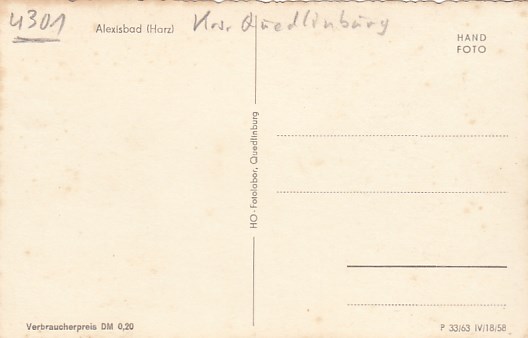 4301
Alexisbad (Harz)
Krs. Quedlinburg
HAND
FOTO
HO-Fotolabor, Quedlinburg
Verbraucherpreis DM 0,20
P 33/63 IV/18/58